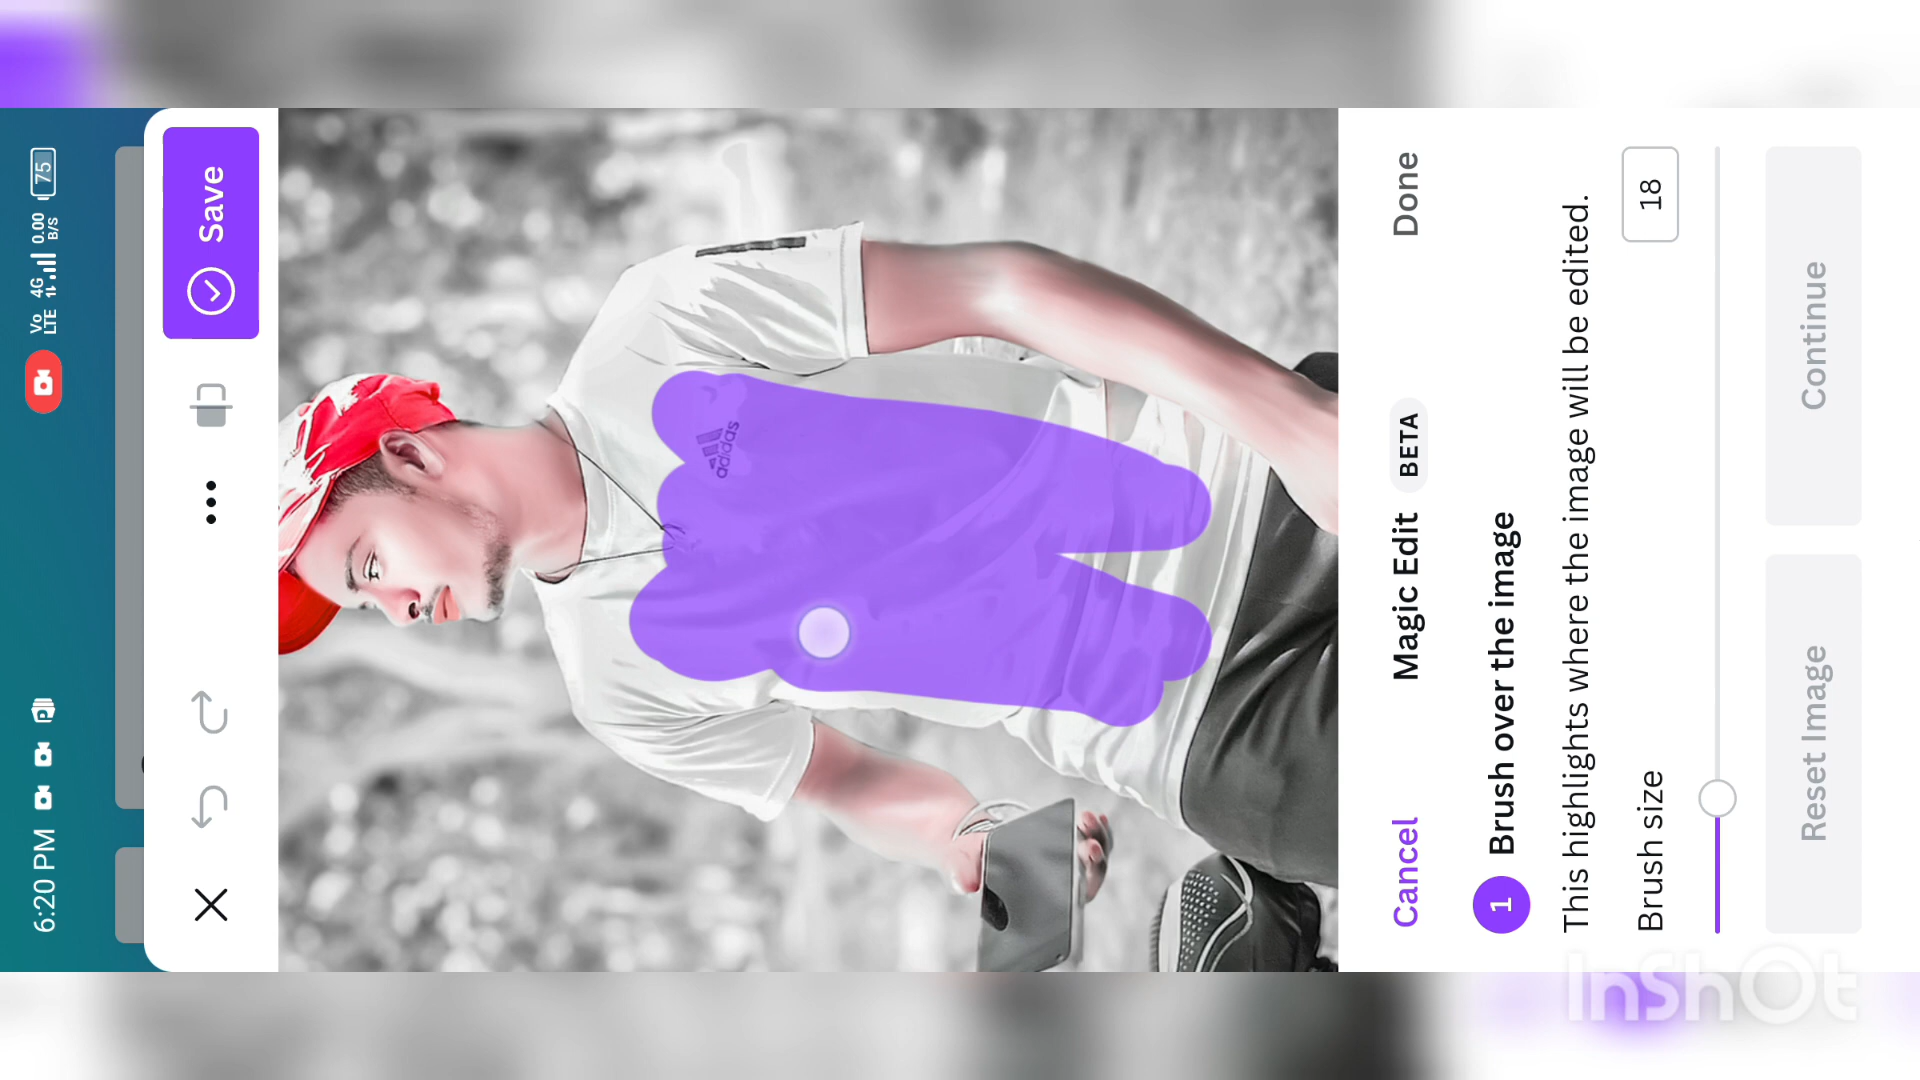 6:20 PM
Vo LTE 4G 0.00 B/S 75
Save
adidas
Cancel
Magic Edit BETA
Done
1 Brush over the image
This highlights where the image will be edited.
Brush size 18
Reset Image
Continue
InShOt